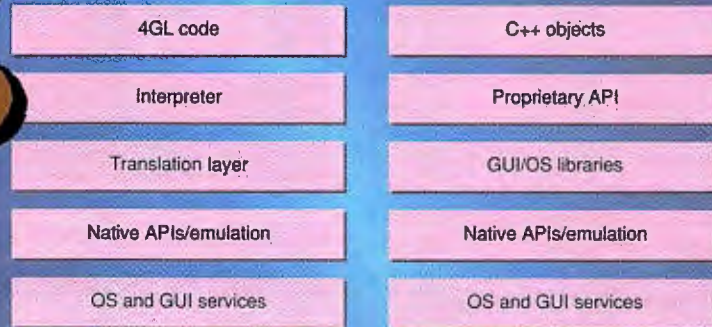 4GL code
Interpreter
Translation layer
Native APIs/emulation
OS and GUI services
C++ objects
Proprietary API
GUI/OS libraries
Native APIs/emulation
OS and GUI services